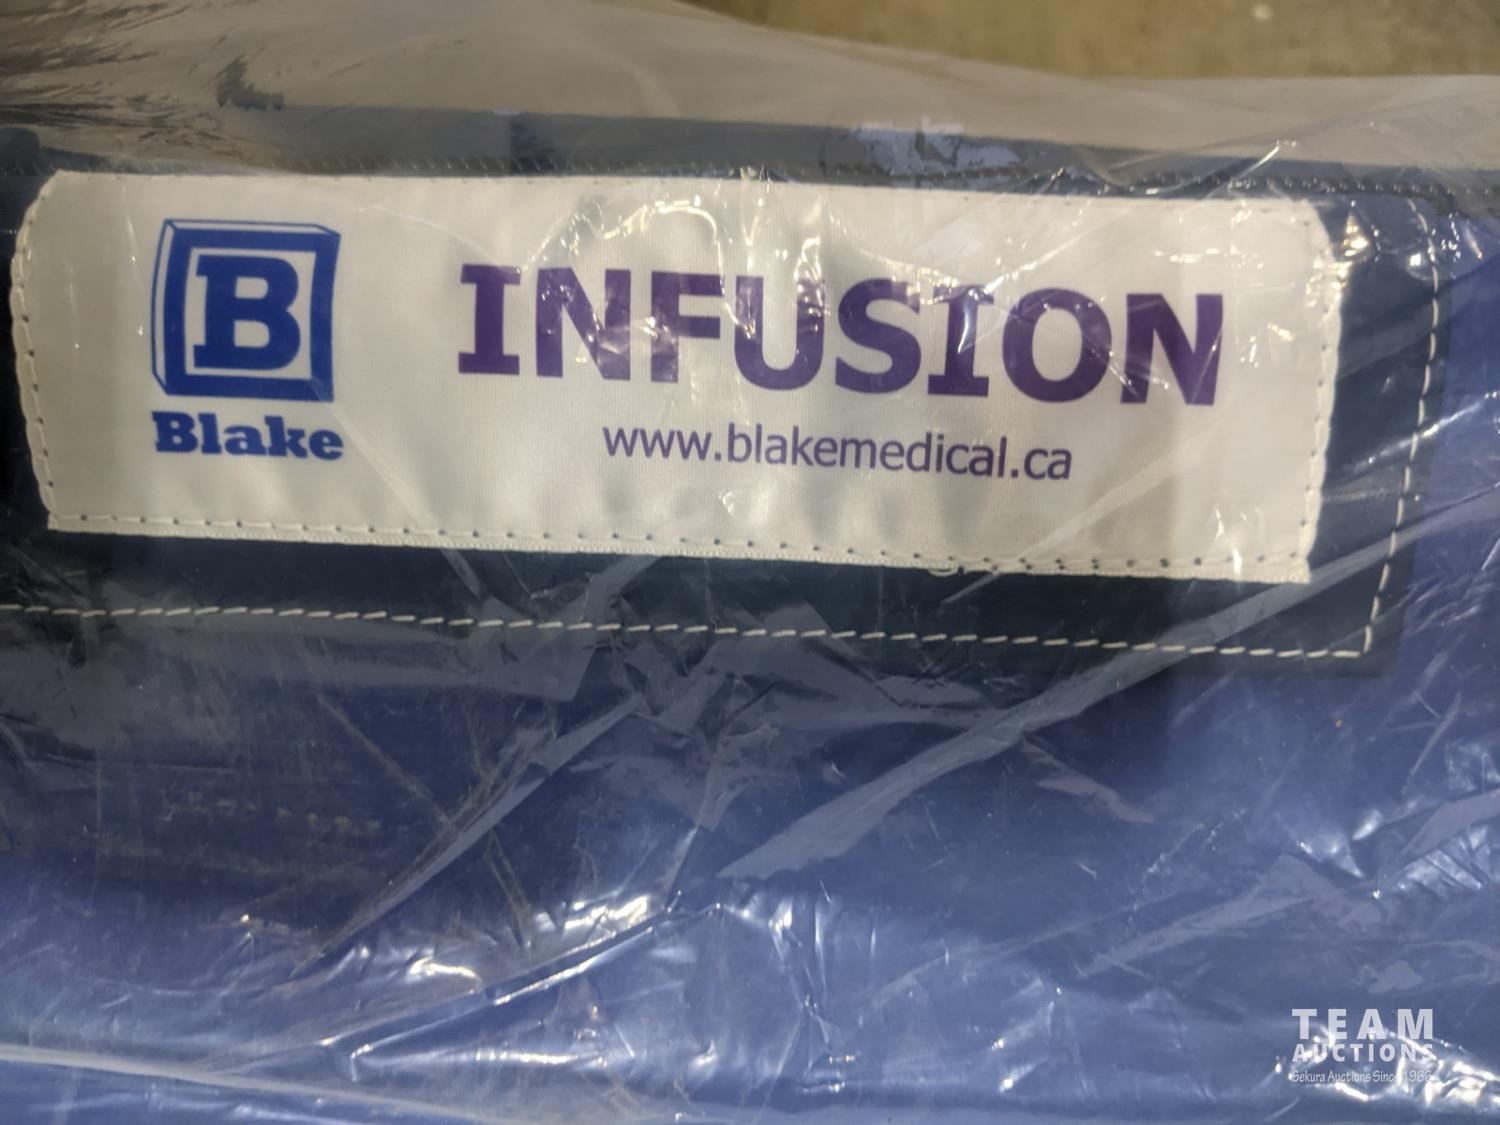 B
Blake
INFUSION
www.blakemedical.ca
TEAM
AUCTIONS
Sekura Auctions Since 1966